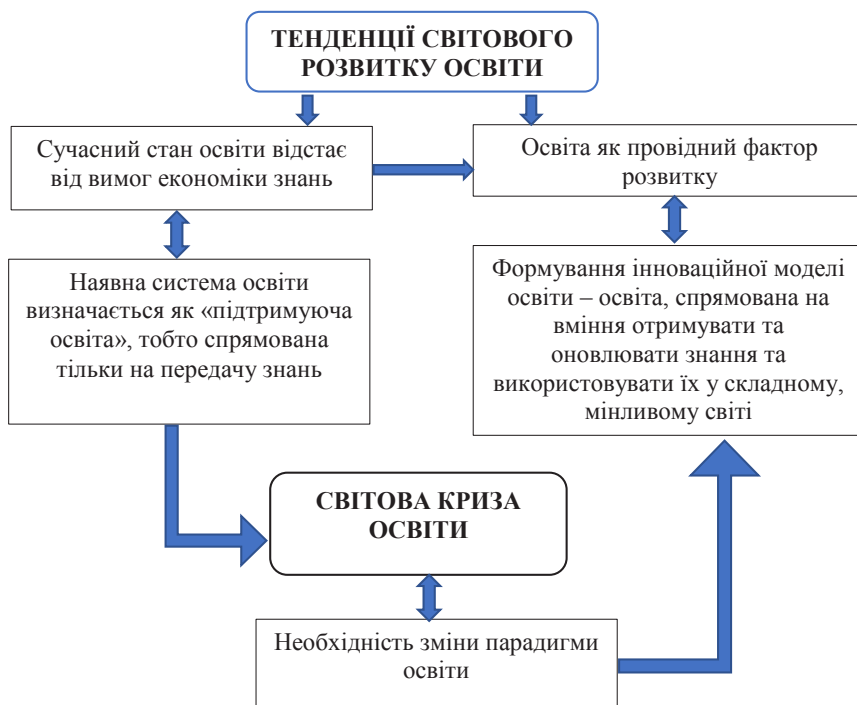 ТЕНДЕНЦІЇ СВІТОВОГО
РОЗВИТКУ ОСВІТИ
Сучасний стан освіти відстає
від вимог економіки знань
Освіта як провідний фактор
розвитку
Наявна система освіти
визначається як «підтримуюча
освіта», тобто спрямована
тільки на передачу знань
Формування інноваційної моделі
освіти – освіта, спрямована на
вміння отримувати та
оновлювати знання та
використовувати їх у складному,
мінливому світі
СВІТОВА КРИЗА
ОСВІТИ
Необхідність зміни парадигми
освіти